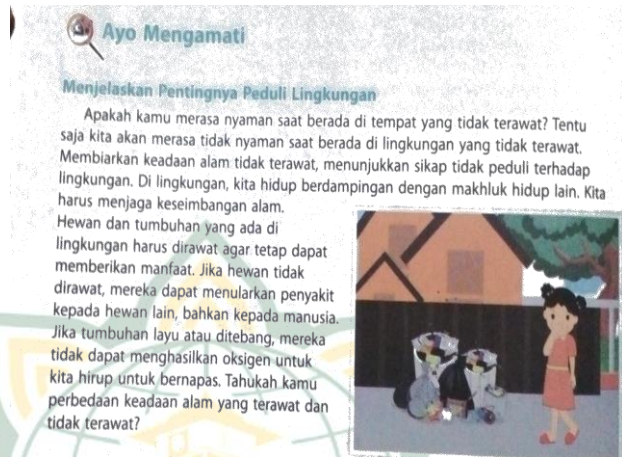 Ayo Mengamati
Menjelaskan Pentingnya Peduli Lingkungan
Apakah kamu merasa nyaman saat berada di tempat yang tidak terawat? Tentu
saja kita akan merasa tidak nyaman saat berada di lingkungan yang tidak terawat.
Membiarkan keadaan alam tidak terawat, menunjukkan sikap tidak peduli terhadap
lingkungan. Di lingkungan, kita hidup berdampingan dengan makhluk hidup lain. Kita
harus menjaga keseimbangan alam.
Hewan dan tumbuhan yang ada di
lingkungan harus dirawat agar tetap dapat
memberikan manfaat. Jika hewan tidak
dirawat, mereka dapat menularkan penyakit
kepada hewan lain, bahkan kepada manusia.
Jika tumbuhan layu atau ditebang, mereka
tidak dapat menghasilkan oksigen untuk
kita hirup untuk bernapas. Tahukah kamu
perbedaan keadaan alam yang terawat dan
tidak terawat?